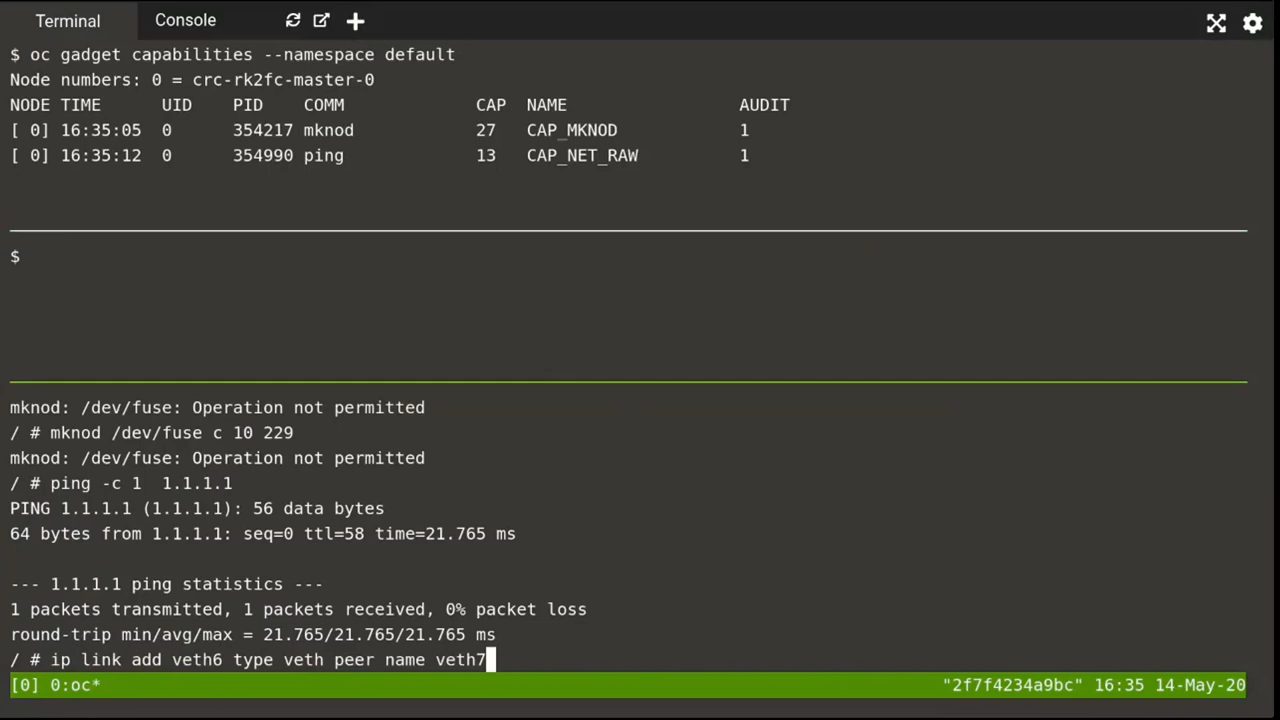 Terminal Console
$ oc gadget capabilities --namespace default
Node numbers: 0 = crc-rk2fc-master-0
NODE TIME UID PID COMM CAP NAME AUDIT
[ 0] 16:35:05 0 354217 mknod 27 CAP_MKNOD 1
[ 0] 16:35:12 0 354990 ping 13 CAP_NET_RAW 1
$
mknod: /dev/fuse: Operation not permitted
/ # mknod /dev/fuse c 10 229
mknod: /dev/fuse: Operation not permitted
/ # ping -c 1  1.1.1.1
PING 1.1.1.1 (1.1.1.1): 56 data bytes
64 bytes from 1.1.1.1: seq=0 ttl=58 time=21.765 ms
--- 1.1.1.1 ping statistics ---
1 packets transmitted, 1 packets received, 0% packet loss
round-trip min/avg/max = 21.765/21.765/21.765 ms
/ # ip link add veth6 type veth peer name veth7
[0] 0:oc* "2f7f4234a9bc" 16:35 14-May-20